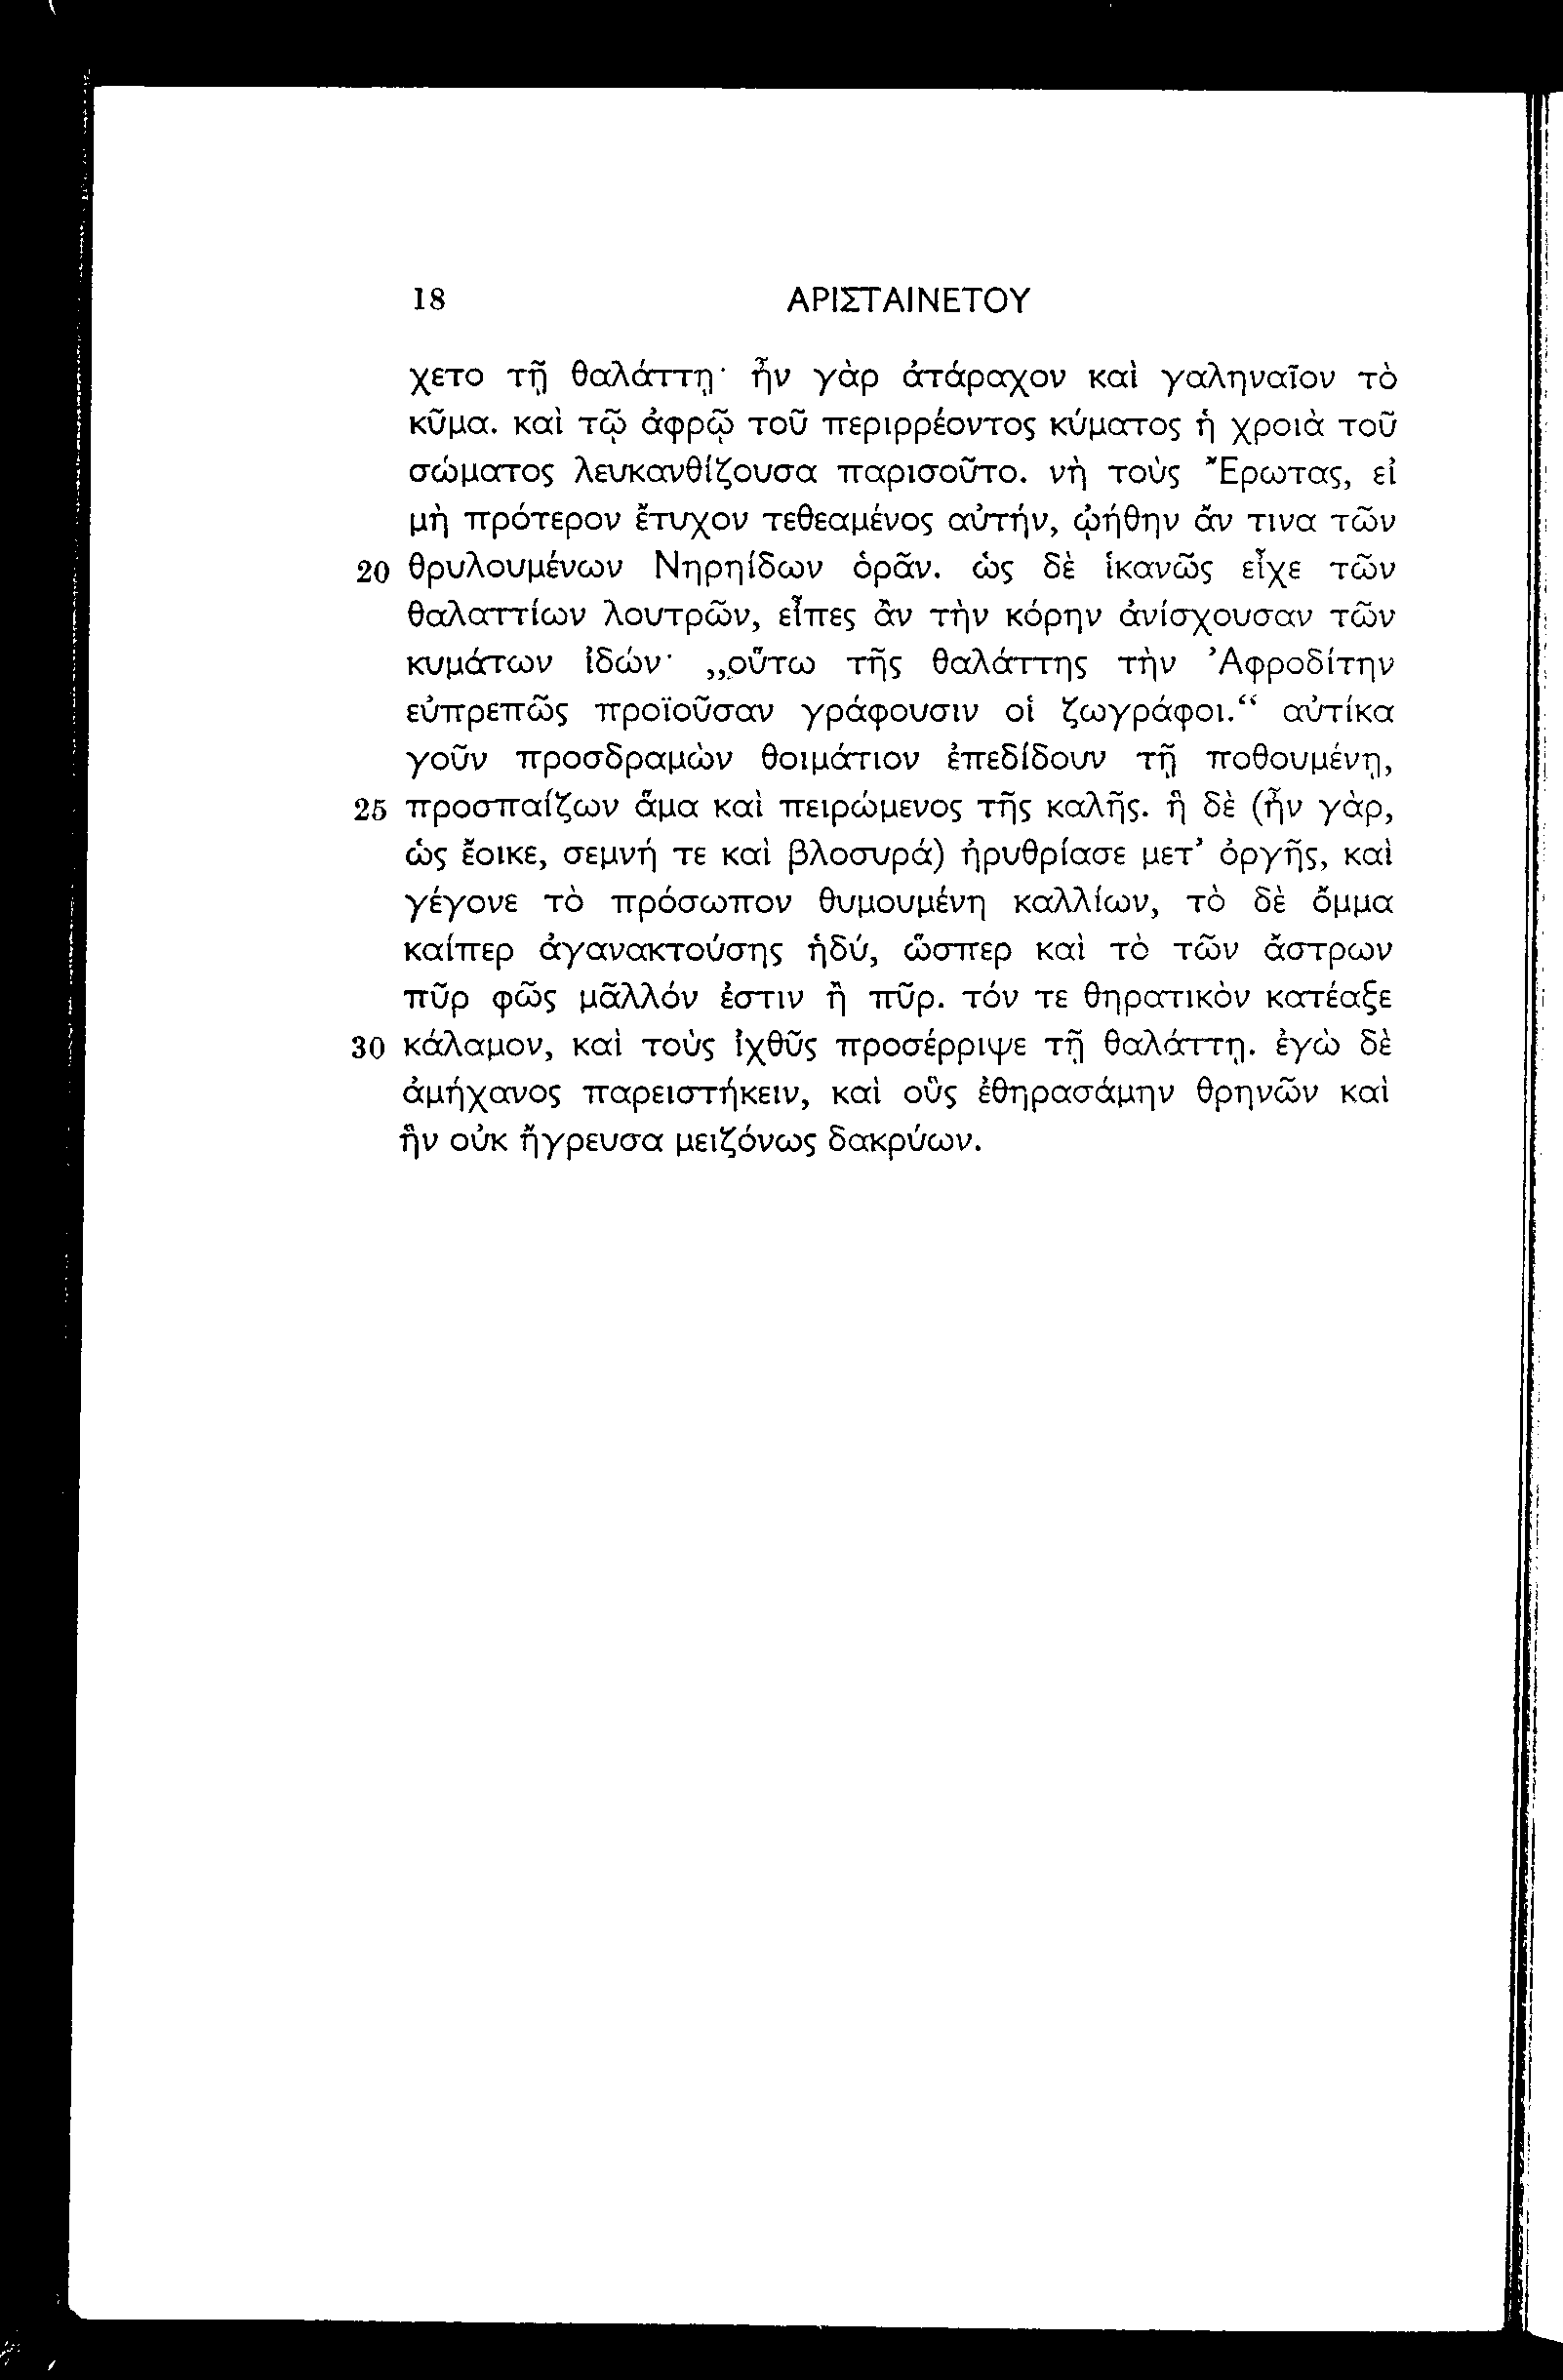 18 ΑΡΙΣΤΑΙΝΕΤΟΥ
χετο τῇ θαλάττῃ· ἦν γὰρ ἀτάραχον καὶ γαληναῖον τὸ
κῦμα. καὶ τῷ ἀφρῷ τοῦ περιρρέοντος κύματος ἡ χροιὰ τοῦ
σώματος λευκανθίζουσα παρισοῦτο. νὴ τοὺς Ἔρωτας, εἰ
μὴ πρότερον ἔτυχον τεθεαμένος αὐτήν, ᾠήθην ἄν τινα τῶν
20 θρυλουμένων Νηρηίδων ὁρᾶν. ὡς δὲ ἱκανῶς εἶχε τῶν
θαλαττίων λουτρῶν, εἶπες ἂν τὴν κόρην ἀνίσχουσαν τῶν
κυμάτων ἰδών· „οὕτω τῆς θαλάττης τὴν Ἀφροδίτην
εὐπρεπῶς προϊοῦσαν γράφουσιν οἱ ζωγράφοι.“ αὐτίκα
γοῦν προσδραμὼν θοιμάτιον ἐπεδίδουν τῇ ποθουμένῃ,
25 προσπαίζων ἅμα καὶ πειρώμενος τῆς καλῆς. ἣ δὲ (ἦν γὰρ,
ὡς ἔοικε, σεμνή τε καὶ βλοσυρά) ἠρυθρίασε μετ’ ὀργῆς, καὶ
γέγονε τὸ πρόσωπον θυμουμένη καλλίων, τὸ δὲ ὄμμα
καίπερ ἀγανακτούσης ἡδύ, ὥσπερ καὶ τὸ τῶν ἄστρων
πῦρ φῶς μᾶλλόν ἐστιν ἢ πῦρ. τόν τε θηρατικὸν κατέαξε
30 κάλαμον, καὶ τοὺς ἰχθῦς προσέρριψε τῇ θαλάττῃ. ἐγὼ δὲ
ἀμήχανος παρειστήκειν, καὶ οὓς ἐθηρασάμην θρηνῶν καὶ
ἣν οὐκ ἤγρευσα μειζόνως δακρύων.